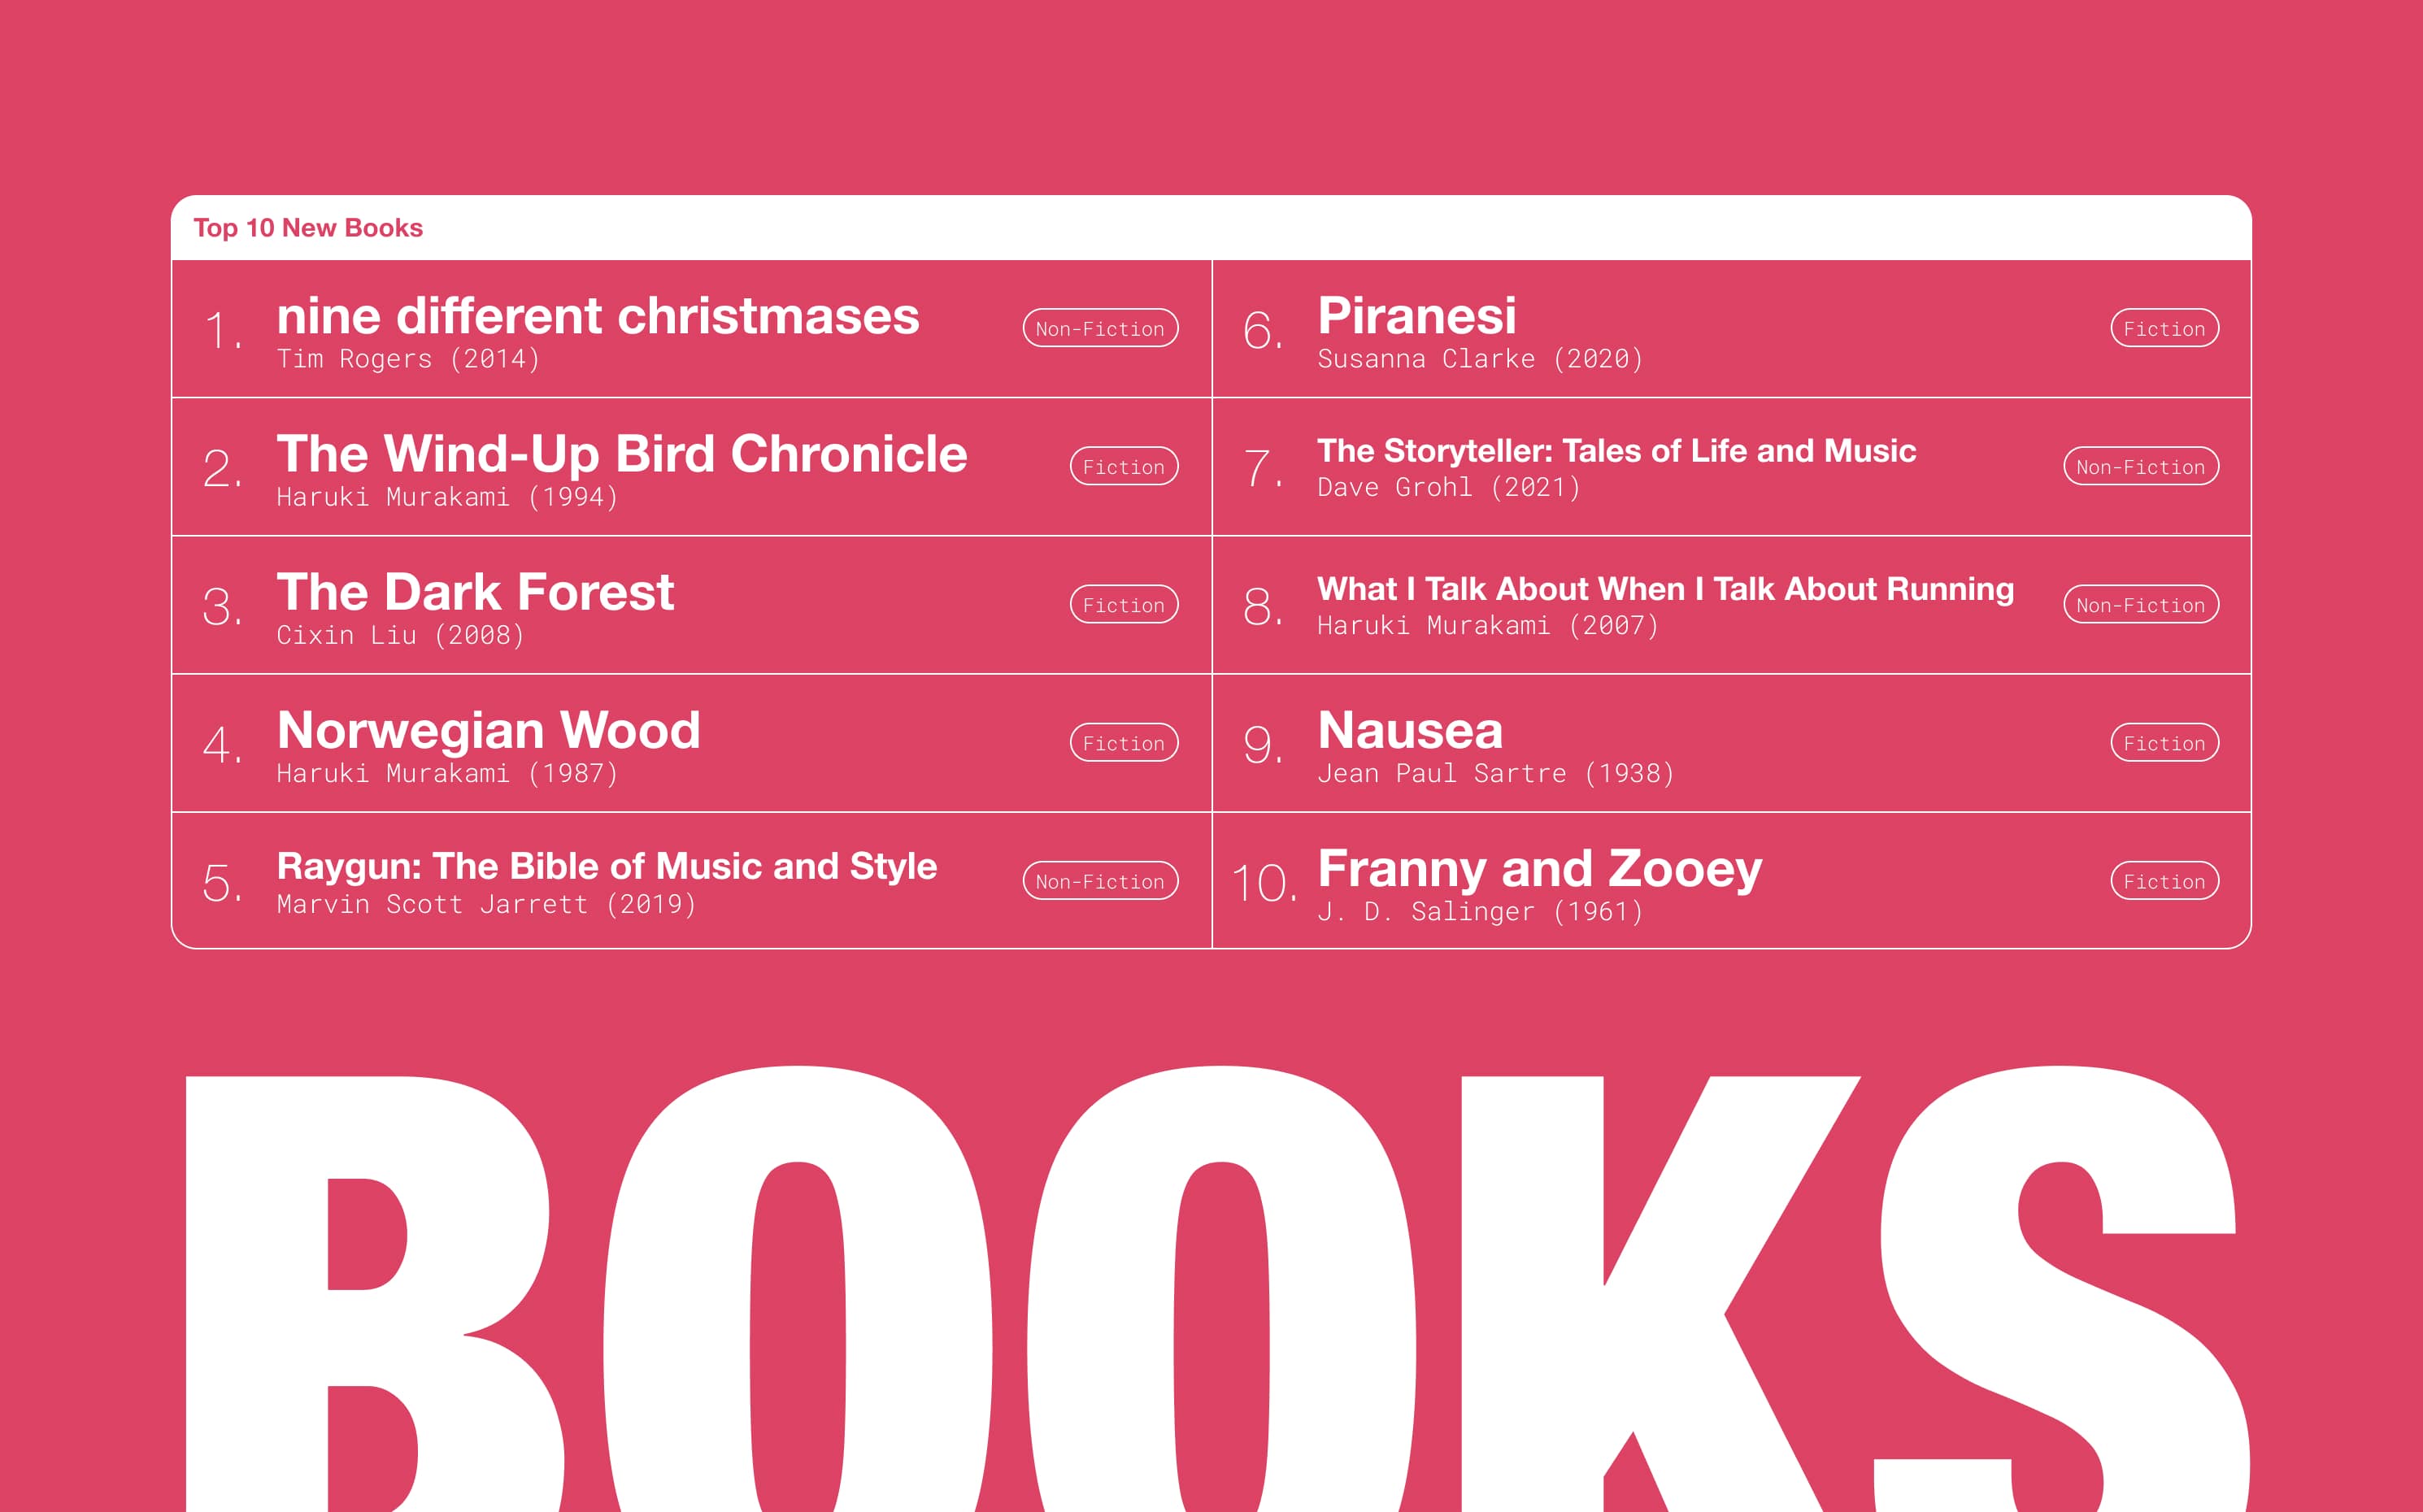 Top 10 New Books
1.
nine different christmases
Tim Rogers (2014)
Non-Fiction
2.
The Wind-Up Bird Chronicle
Haruki Murakami (1994)
Fiction
3.
The Dark Forest
Cixin Liu (2008)
Fiction
4.
Norwegian Wood
Haruki Murakami (1987)
Fiction
5.
Raygun: The Bible of Music and Style
Marvin Scott Jarrett (2019)
Non-Fiction
6.
Piranesi
Susanna Clarke (2020)
Fiction
7.
The Storyteller: Tales of Life and Music
Dave Grohl (2021)
Non-Fiction
8.
What I Talk About When I Talk About Running
Haruki Murakami (2007)
Non-Fiction
9.
Nausea
Jean Paul Sartre (1938)
Fiction
10.
Franny and Zooey
J. D. Salinger (1961)
Fiction
BOOKS